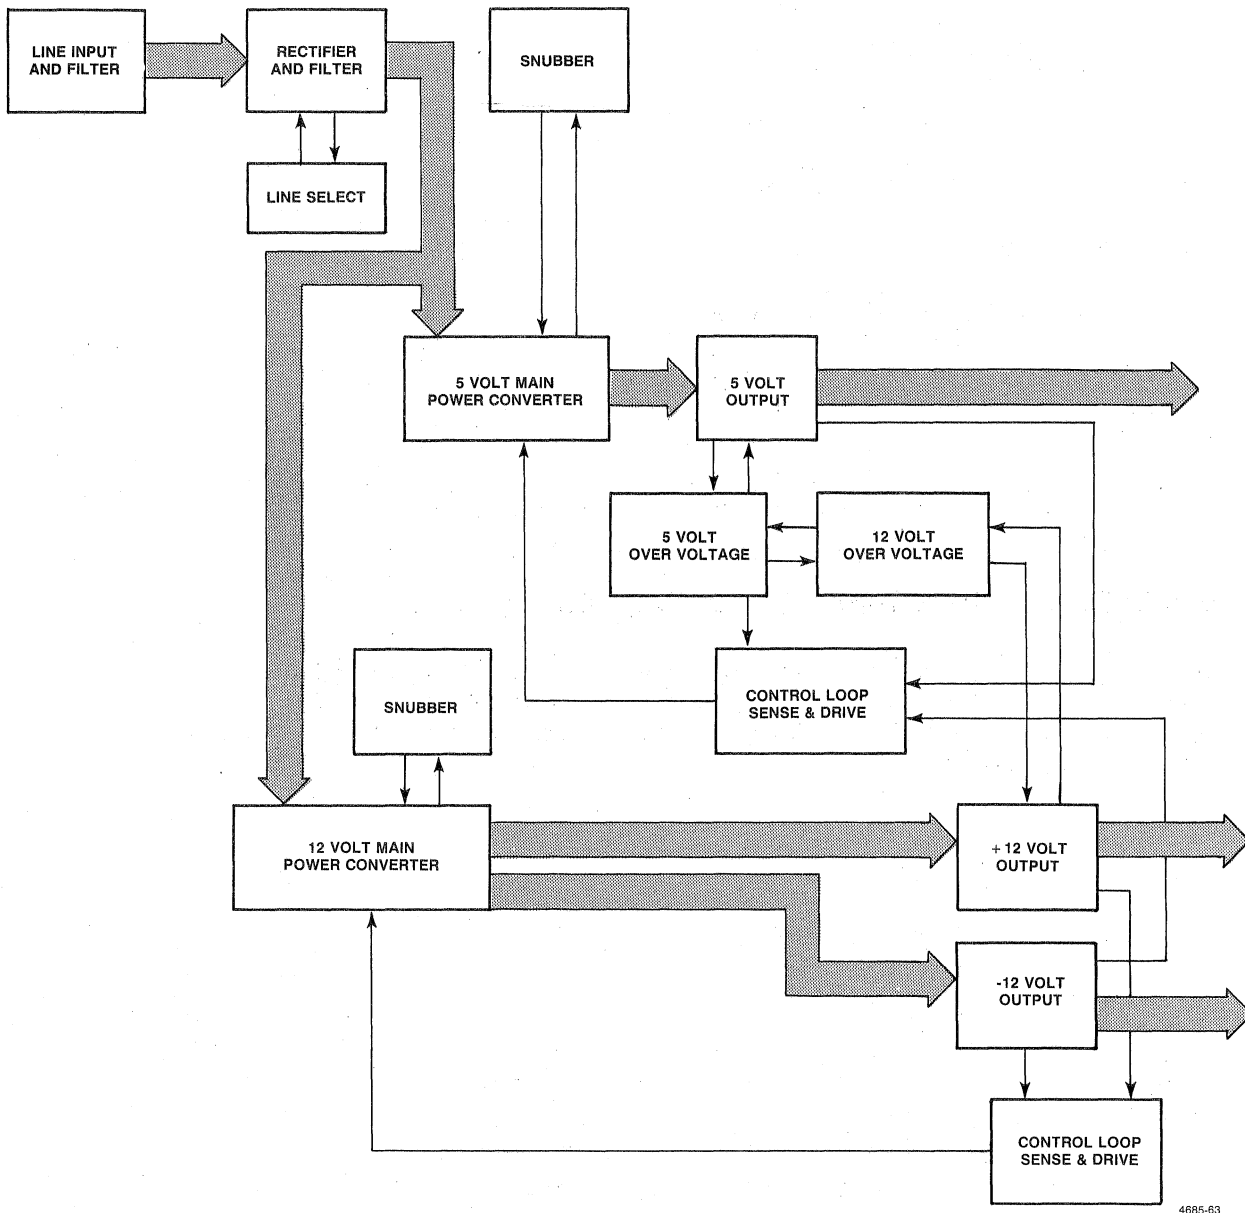 LINE INPUT
AND FILTER
RECTIFIER
AND FILTER
SNUBBER
LINE SELECT
5 VOLT MAIN
POWER CONVERTER
5 VOLT
OUTPUT
5 VOLT
OVER VOLTAGE
12 VOLT
OVER VOLTAGE
SNUBBER
CONTROL LOOP
SENSE & DRIVE
12 VOLT MAIN
POWER CONVERTER
+12 VOLT
OUTPUT
-12 VOLT
OUTPUT
CONTROL LOOP
SENSE & DRIVE
4685-63